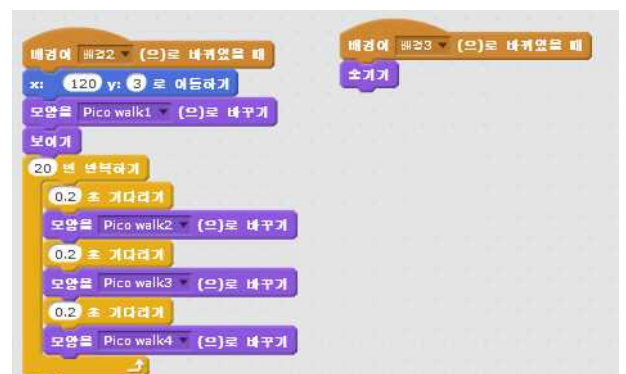 배경이 배경2 (으)로 바뀌었을 때
x: 120 y: 3 로 이동하기
모양을 Pico walk1 (으)로 바꾸기
보이기
20 번 반복하기
0.2 초 기다리기
모양을 Pico walk2 (으)로 바꾸기
0.2 초 기다리기
모양을 Pico walk3 (으)로 바꾸기
0.2 초 기다리기
모양을 Pico walk4 (으)로 바꾸기
배경이 배경3 (으)로 바뀌었을 때
숨기기